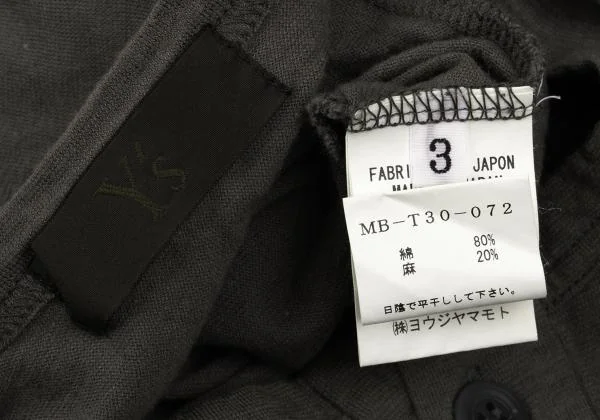 Y's
3
FABRI JAPON
MB-T30-072
綿 80%
麻 20%
日陰で平干しして下さい。
㈱ヨウジヤマモト